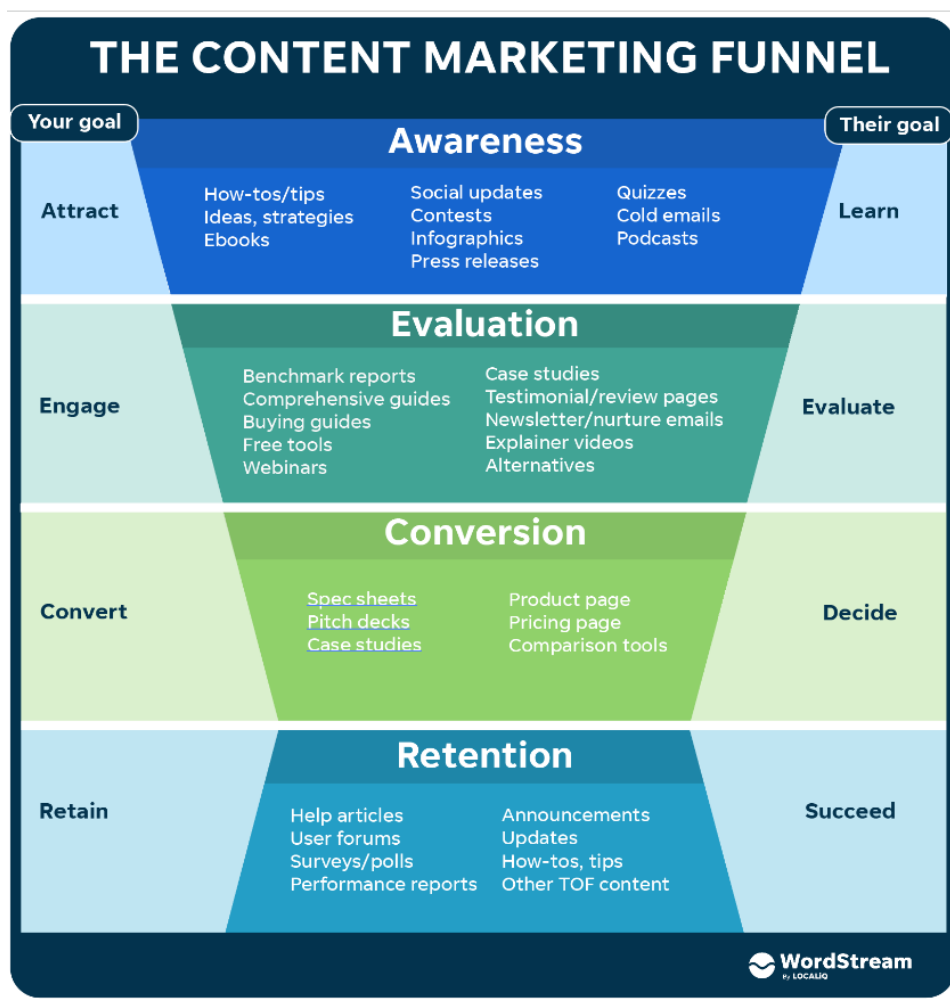 THE CONTENT MARKETING FUNNEL
Your goal
Their goal
Awareness
Attract
How-tos/tips
Ideas, strategies
Ebooks
Social updates
Contests
Infographics
Press releases
Quizzes
Cold emails
Podcasts
Learn
Evaluation
Engage
Benchmark reports
Comprehensive guides
Buying guides
Free tools
Webinars
Case studies
Testimonial/review pages
Newsletter/nurture emails
Explainer videos
Alternatives
Evaluate
Conversion
Convert
Spec sheets
Pitch decks
Case studies
Product page
Pricing page
Comparison tools
Decide
Retention
Retain
Help articles
User forums
Surveys/polls
Performance reports
Announcements
Updates
How-tos, tips
Other TOF content
Succeed
WordStream
By LOCALiQ